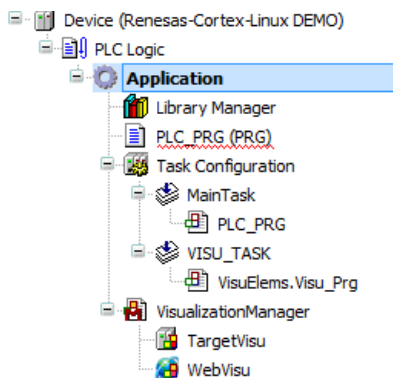 Device (Renesas-Cortex-Linux DEMO)
PLC Logic
Application
Library Manager
PLC_PRG (PRG)
Task Configuration
MainTask
PLC_PRG
VISU_TASK
VisuElems.Visu_Prg
VisualizationManager
TargetVisu
WebVisu